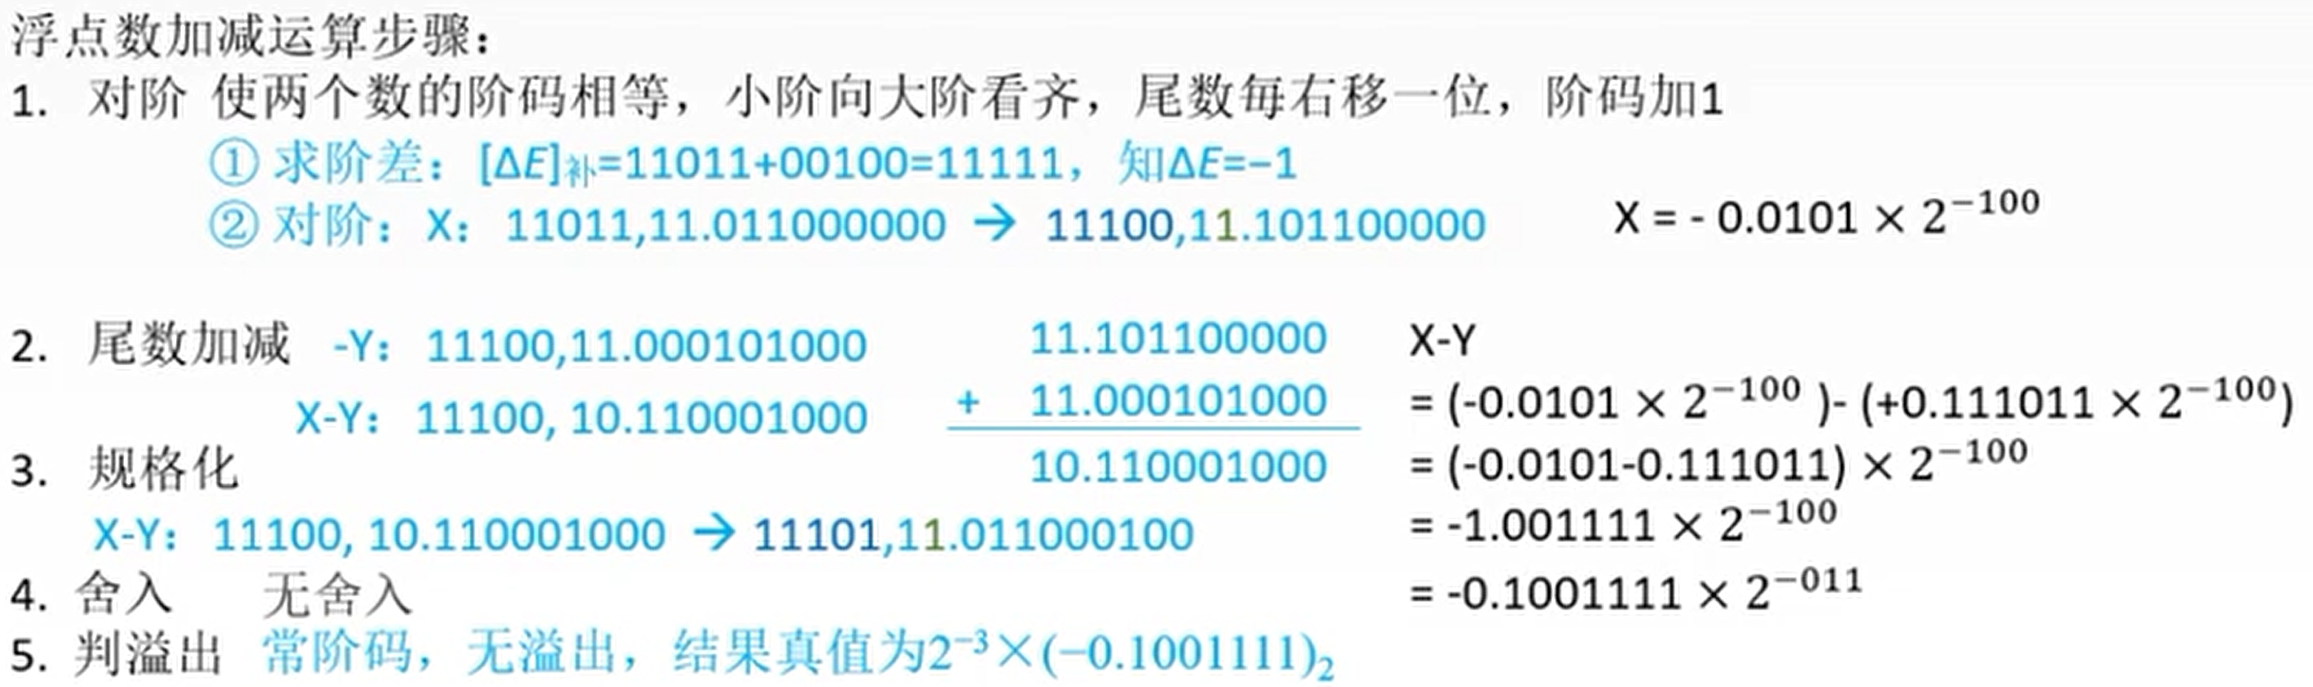 浮点数加减运算步骤：
1. 对阶 使两个数的阶码相等，小阶向大阶看齐，尾数每右移一位，阶码加1
① 求阶差：[ΔE]补=11011+00100=11111，知ΔE=−1
② 对阶：X：11011,11.011000000 → 11100,11.101100000
X = - 0.0101 × 2⁻¹⁰⁰
2. 尾数加减 -Y：11100,11.000101000
X-Y：11100, 10.110001000
11.101100000
+ 11.000101000
10.110001000
X-Y
= (-0.0101 × 2⁻¹⁰⁰ )- (+0.111011 × 2⁻¹⁰⁰)
= (-0.0101-0.111011) × 2⁻¹⁰⁰
= -1.001111 × 2⁻¹⁰⁰
= -0.1001111 × 2⁻⁰¹¹
3. 规格化
X-Y：11100, 10.110001000 → 11101,11.011000100
4. 舍入 无舍入
5. 判溢出 常阶码，无溢出，结果真值为2⁻³×(−0.1001111)₂